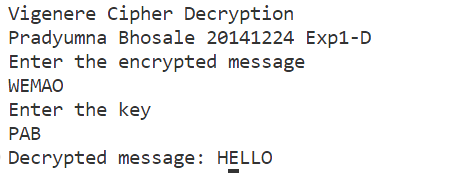 Vigenere Cipher Decryption
Pradyumna Bhosale 20141224 Exp1-D
Enter the encrypted message
WEMAO
Enter the key
PAB
Decrypted message: HELLO